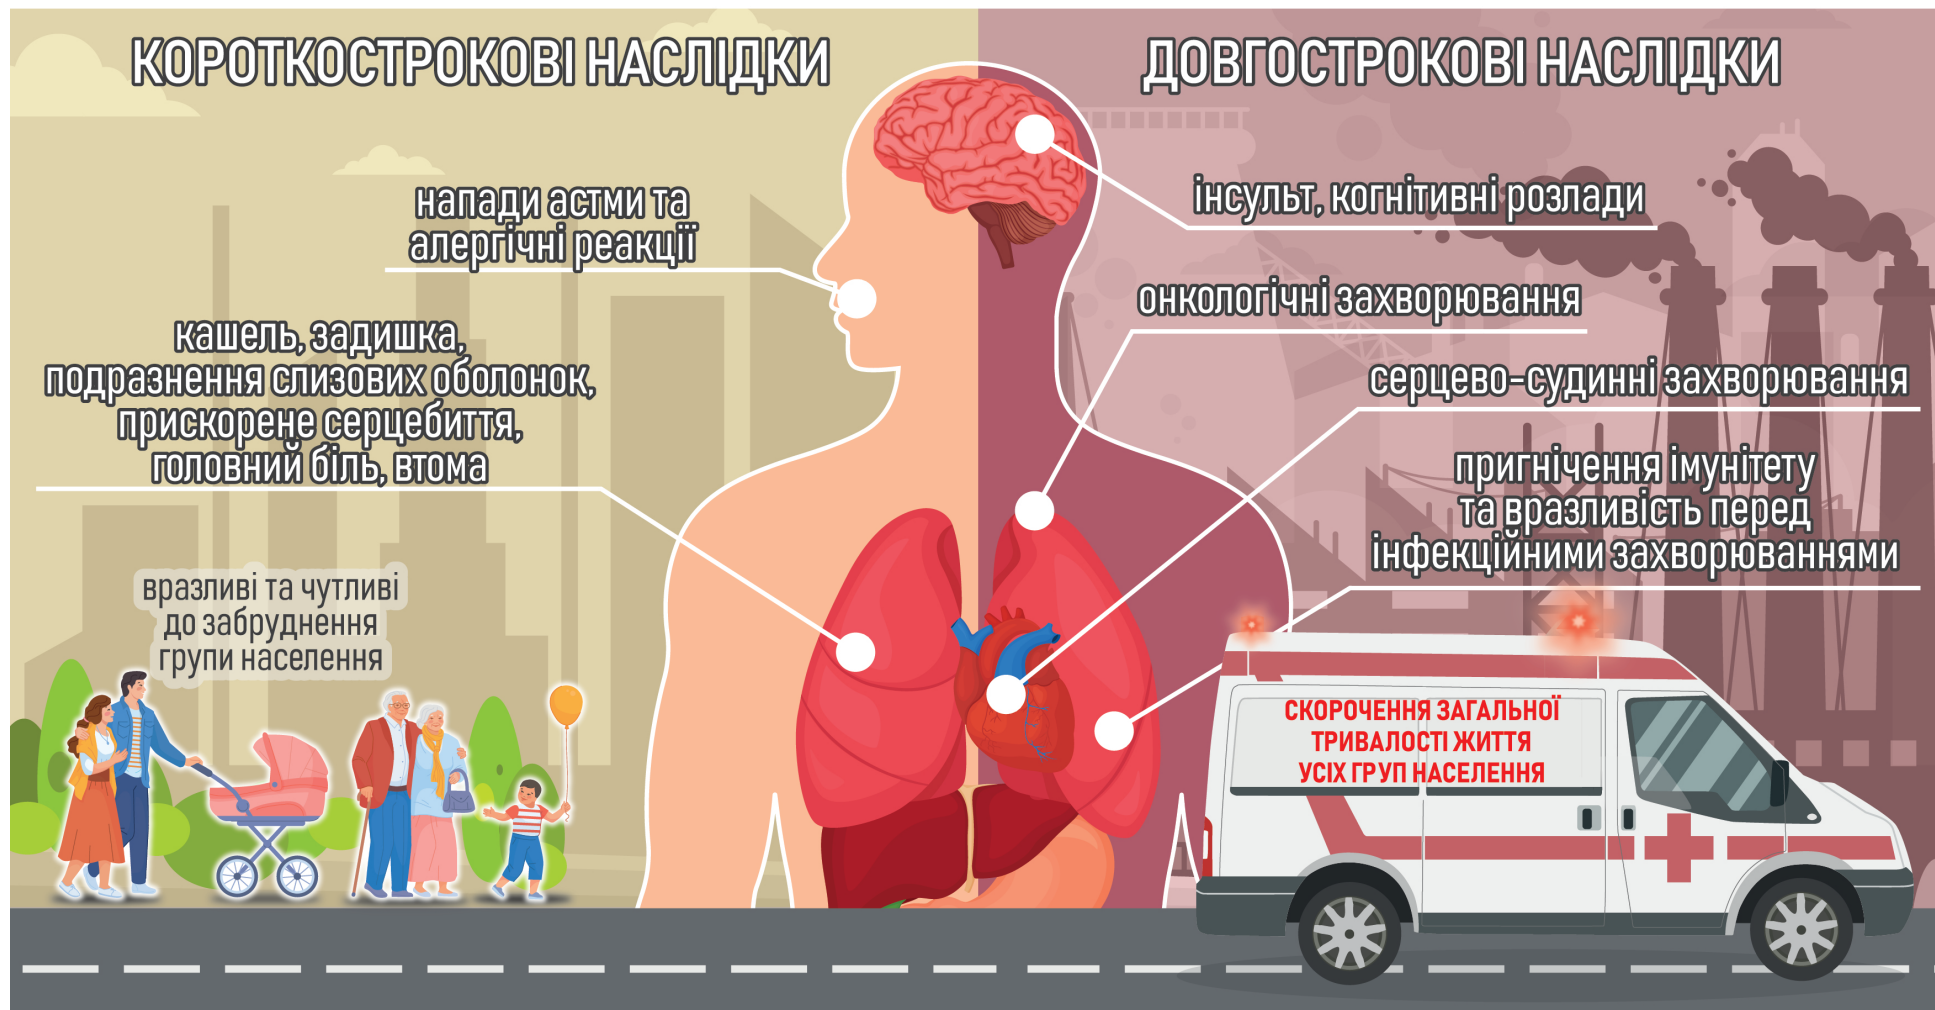 КОРОТКОСТРОКОВІ НАСЛІДКИ
напади астми та
алергічні реакції
кашель, задишка,
подразнення слизових оболонок,
прискорене серцебиття,
головний біль, втома
вразливі та чутливі
до забруднення
групи населення
ДОВГОСТРОКОВІ НАСЛІДКИ
інсульт, когнітивні розлади
онкологічні захворювання
серцево-судинні захворювання
пригнічення імунітету
та вразливість перед
інфекційними захворюваннями
СКОРОЧЕННЯ ЗАГАЛЬНОЇ
ТРИВАЛОСТІ ЖИТТЯ
УСІХ ГРУП НАСЕЛЕННЯ